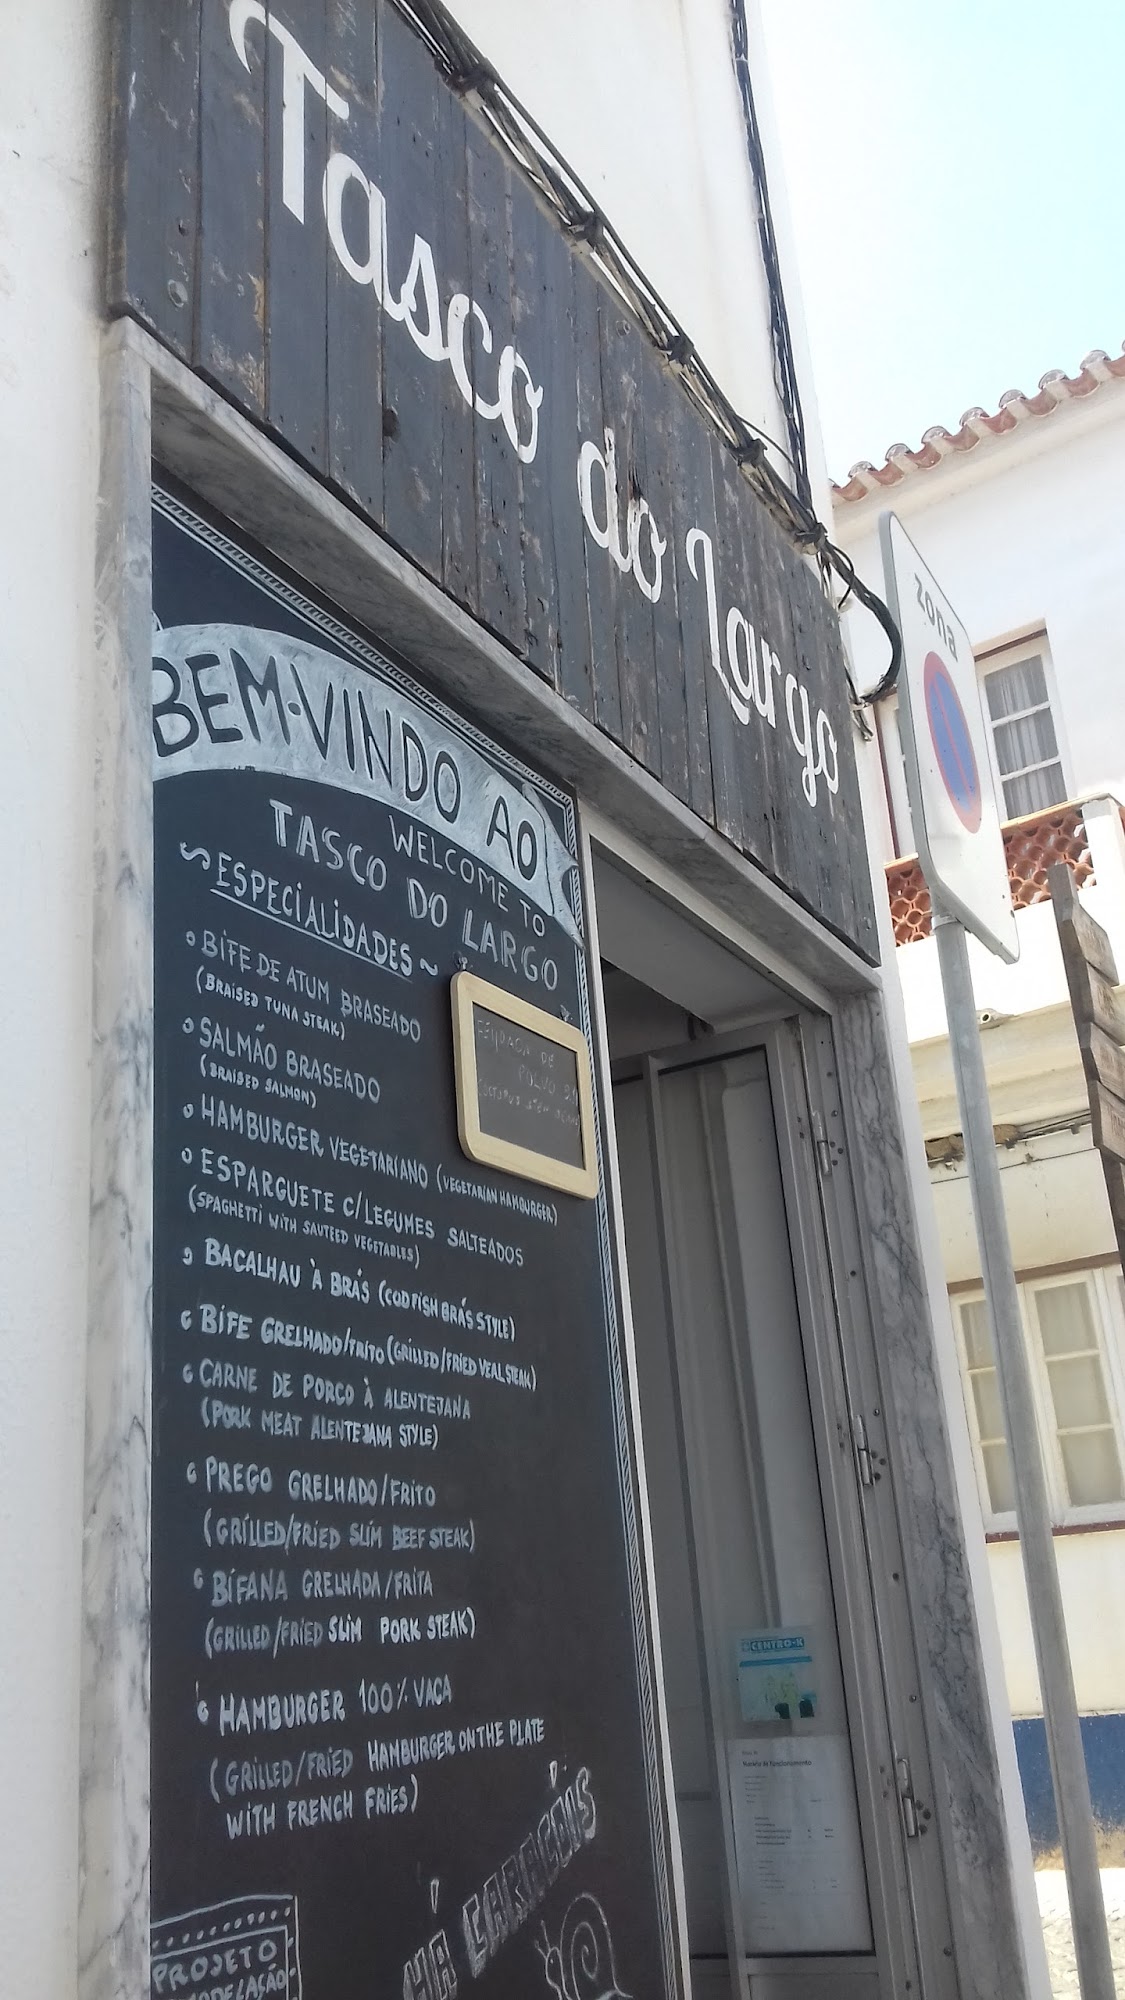 Tasco do Largo
zona
BEM-VINDO AO
WELCOME TO
TASCO DO LARGO
~ESPECIALIDADES~
BIFE DE ATUM BRASEADO
(BRAISED TUNA STEAK)
SALMÃO BRASEADO
(BRAISED SALMON)
HAMBURGER VEGETARIANO (VEGETARIAN HAMBURGER)
ESPARGUETE C/LEGUMES SALTEADOS
(SPAGHETTI WITH SAUTEED VEGETABLES)
BACALHAU À BRÁS (CODFISH BRÁS STYLE)
BIFE GRELHADO/FRITO (GRILLED/FRIED VEAL STEAK)
CARNE DE PORCO À ALENTEJANA
(PORK MEAT ALENTEJANA STYLE)
PREGO GRELHADO/FRITO
(GRILLED/FRIED SLIM BEEF STEAK)
BIFANA GRELHADA/FRITA
(GRILLED/FRIED SLIM PORK STEAK)
HAMBURGER 100% VACA
(GRILLED/FRIED HAMBURGER ON THE PLATE
WITH FRENCH FRIES)
HÁ CARACÓIS
PROJETO
DE
POLVO
CENTRO-K